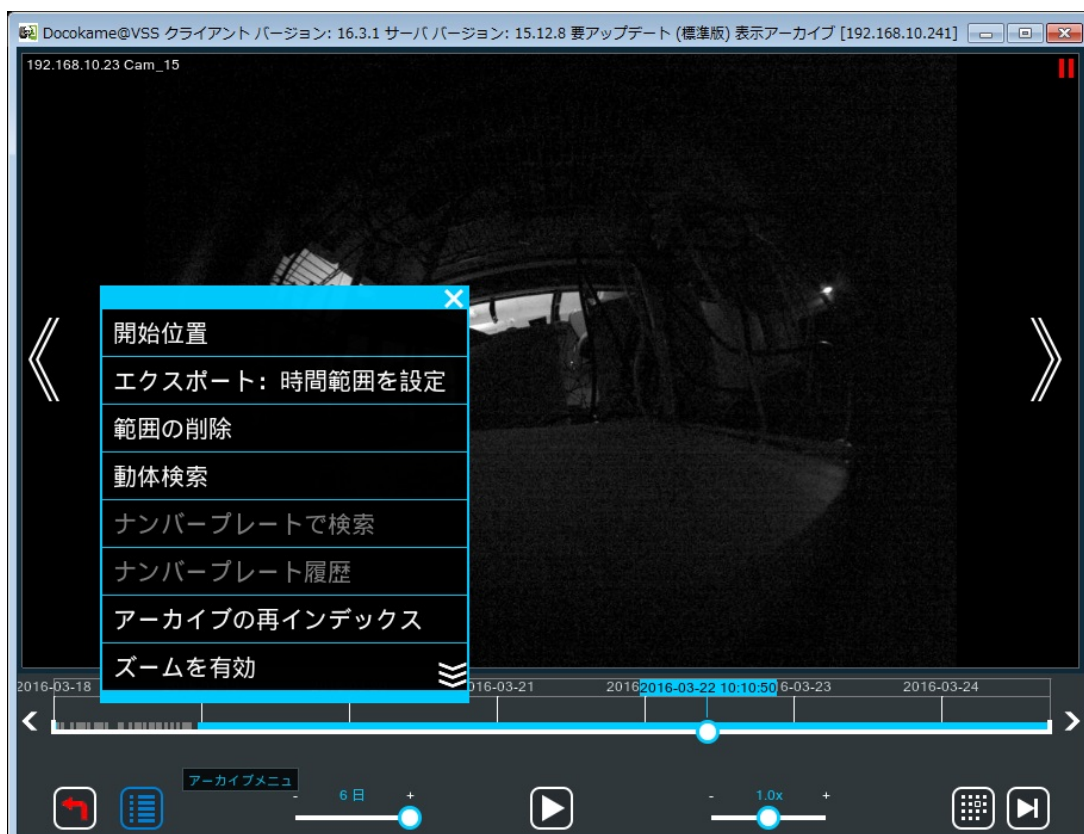 Docokame@VSS クライアント バージョン: 16.3.1 サーバ バージョン: 15.12.8 要アップデート (標準版) 表示アーカイブ [192.168.10.241]
192.168.10.23 Cam_15
開始位置
エクスポート: 時間範囲を設定
範囲の削除
動体検索
ナンバープレートで検索
ナンバープレート履歴
アーカイブの再インデックス
ズームを有効
2016-03-18 016-03-21 2016 2016-03-22 10:10:50 6-03-23 2016-03-24
アーカイブメニュ
- 6日 + - 1.0x +